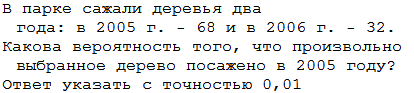 В парке сажали деревья два
года: в 2005 г. - 68 и в 2006 г. - 32.
Какова вероятность того, что произвольно
выбранное дерево посажено в 2005 году?
Ответ указать с точностью 0,01